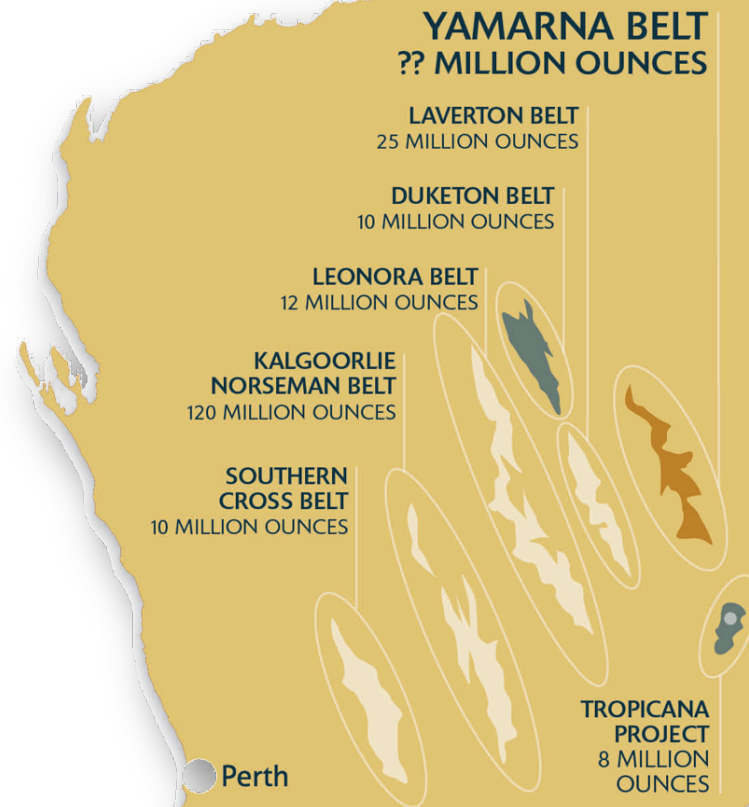 YAMARNA BELT
?? MILLION OUNCES
LAVERTON BELT
25 MILLION OUNCES
DUKETON BELT
10 MILLION OUNCES
LEONORA BELT
12 MILLION OUNCES
KALGOORLIE
NORSEMAN BELT
120 MILLION OUNCES
SOUTHERN
CROSS BELT
10 MILLION OUNCES
TROPICANA
PROJECT
8 MILLION
OUNCES
Perth